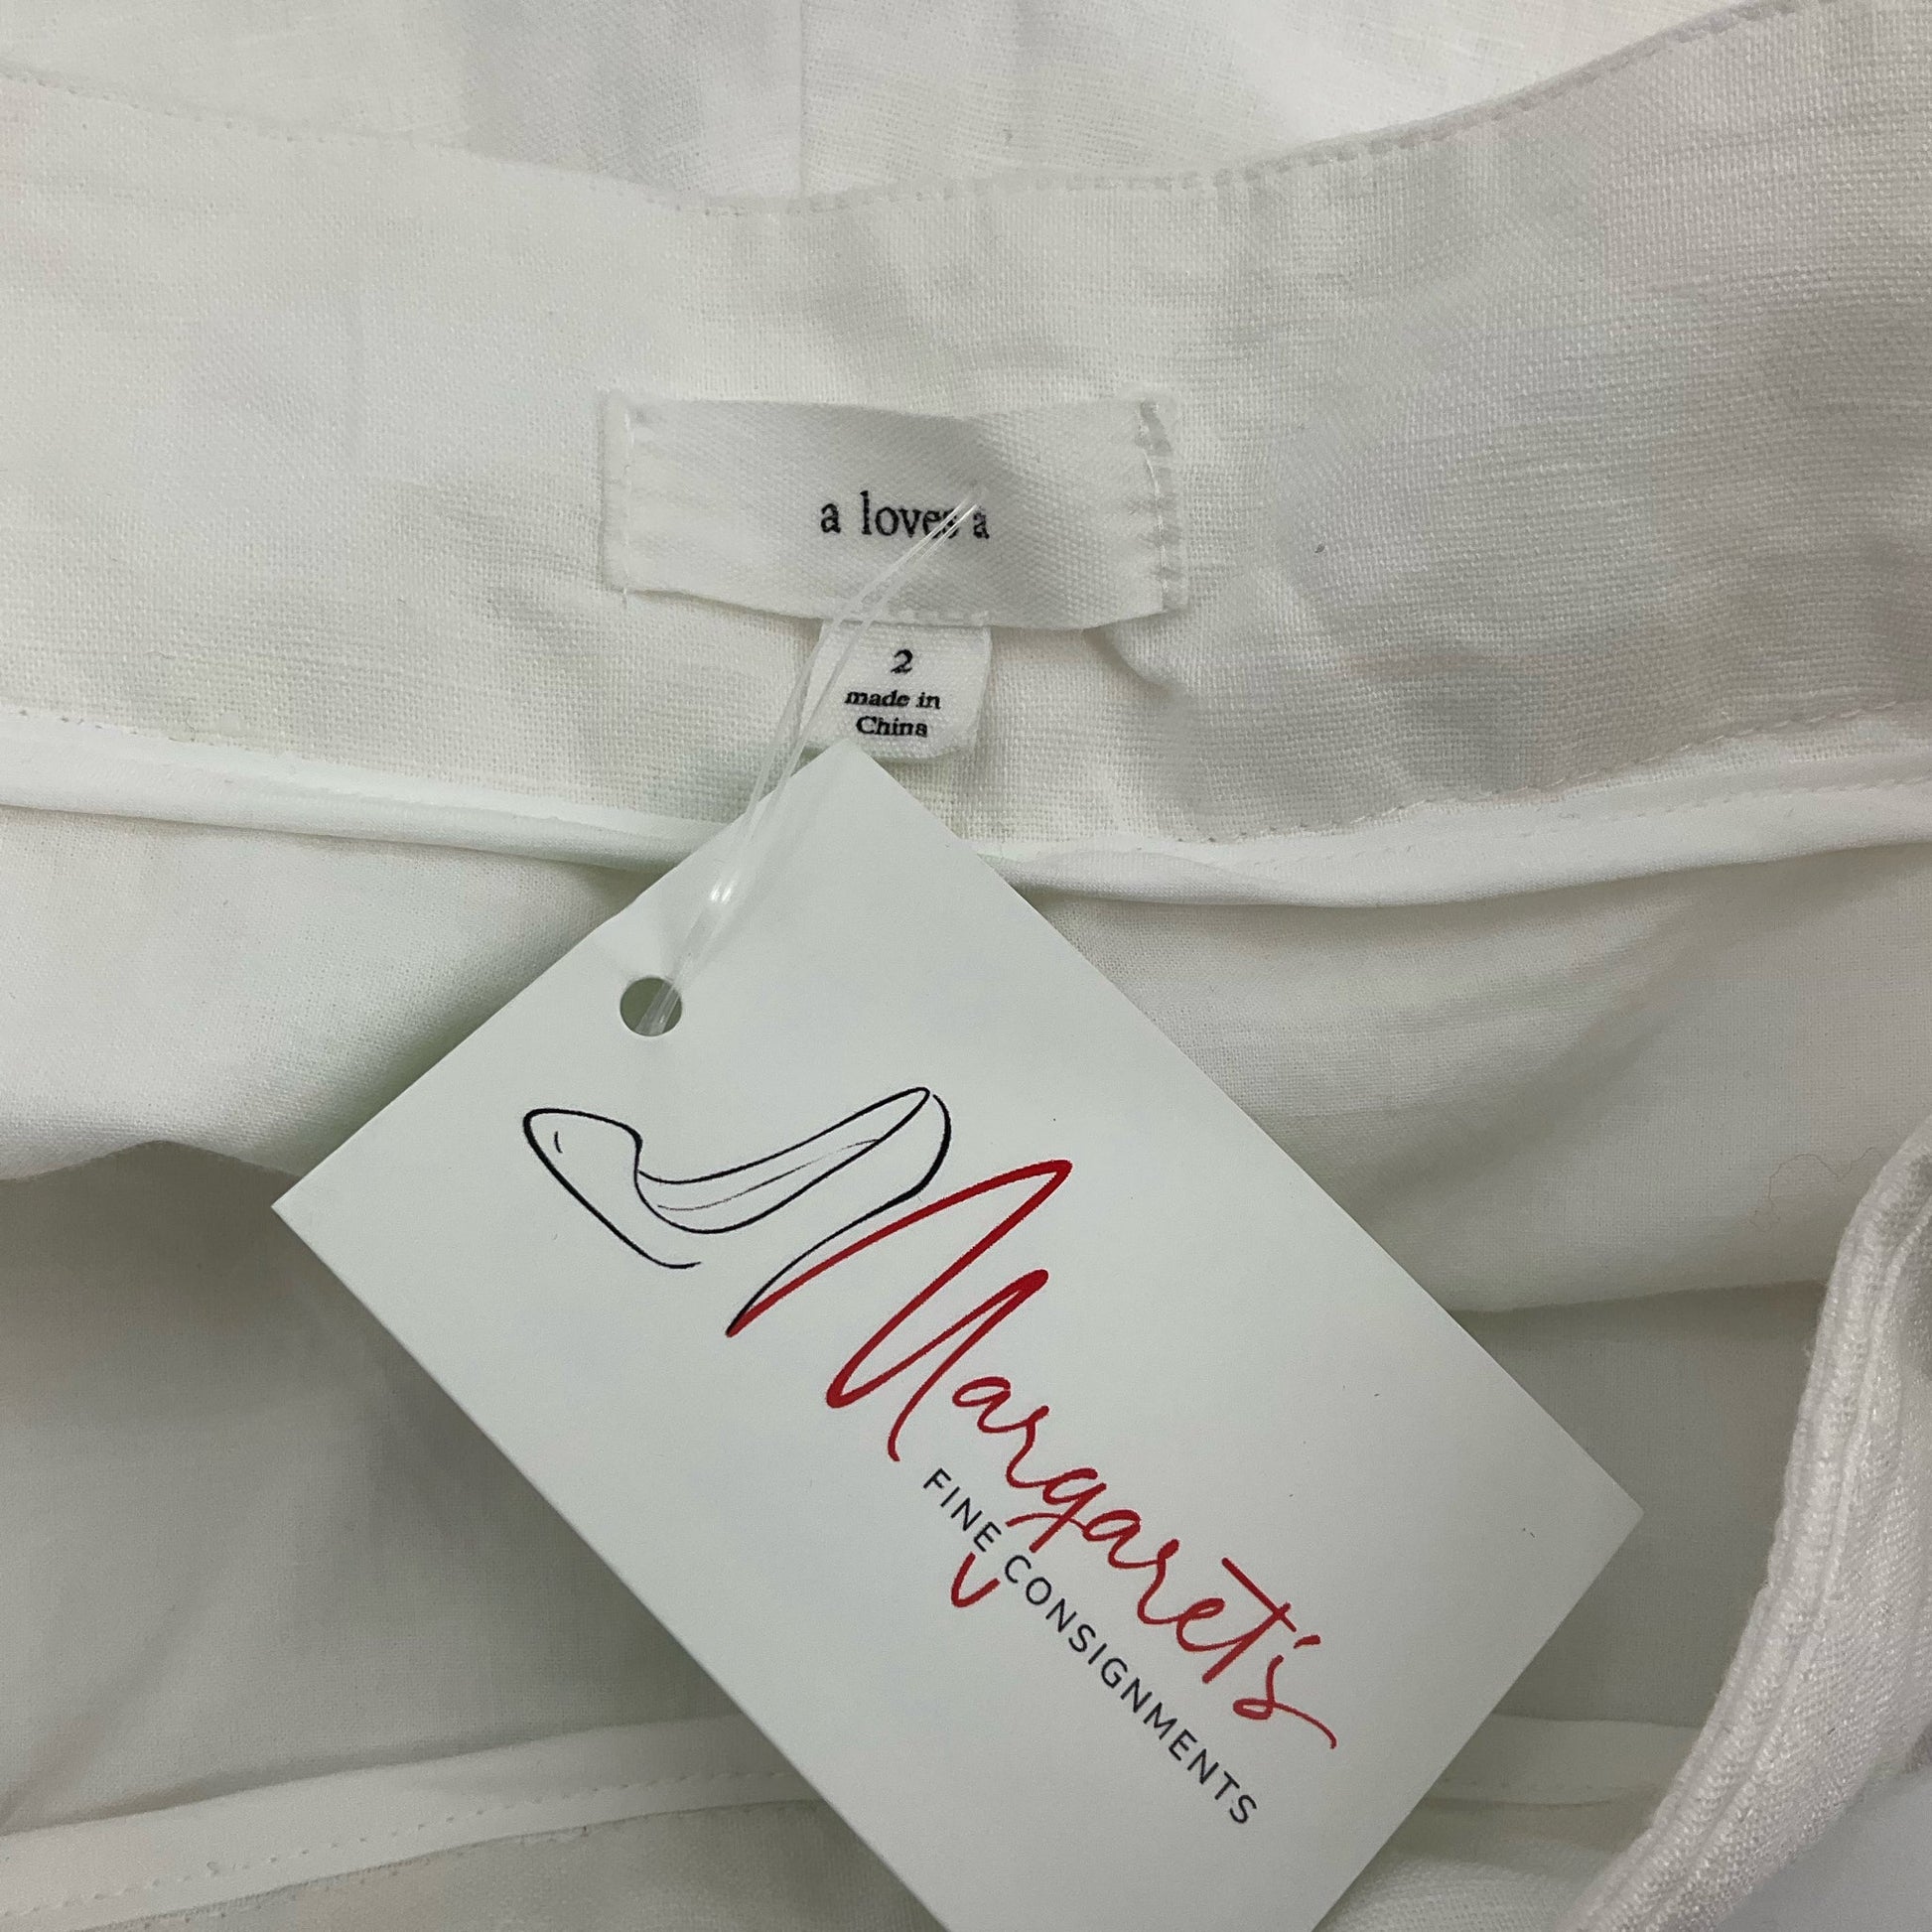 a loves a
2
made in
China
Margaret's
FINE CONSIGNMENTS